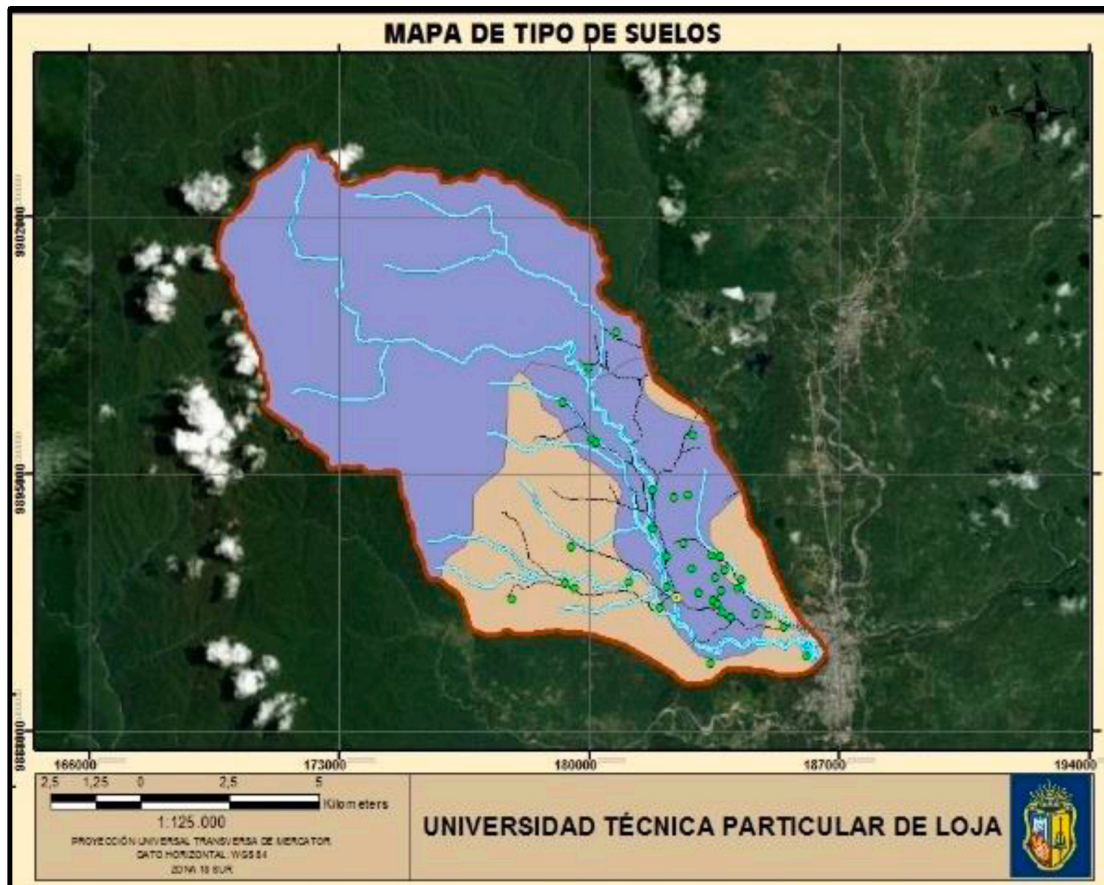 MAPA DE TIPO DE SUELOS
9902000
9895000
166000 173000 180000 187000 194000
2,5 1,25 0 2,5 5
Kilometers
1:125.000
PROYECCIÓN UNIVERSAL TRANSVERSA DE MERCATOR
DATO HORIZONTAL: WGS 84
ZONA 18 SUR
UNIVERSIDAD TÉCNICA PARTICULAR DE LOJA